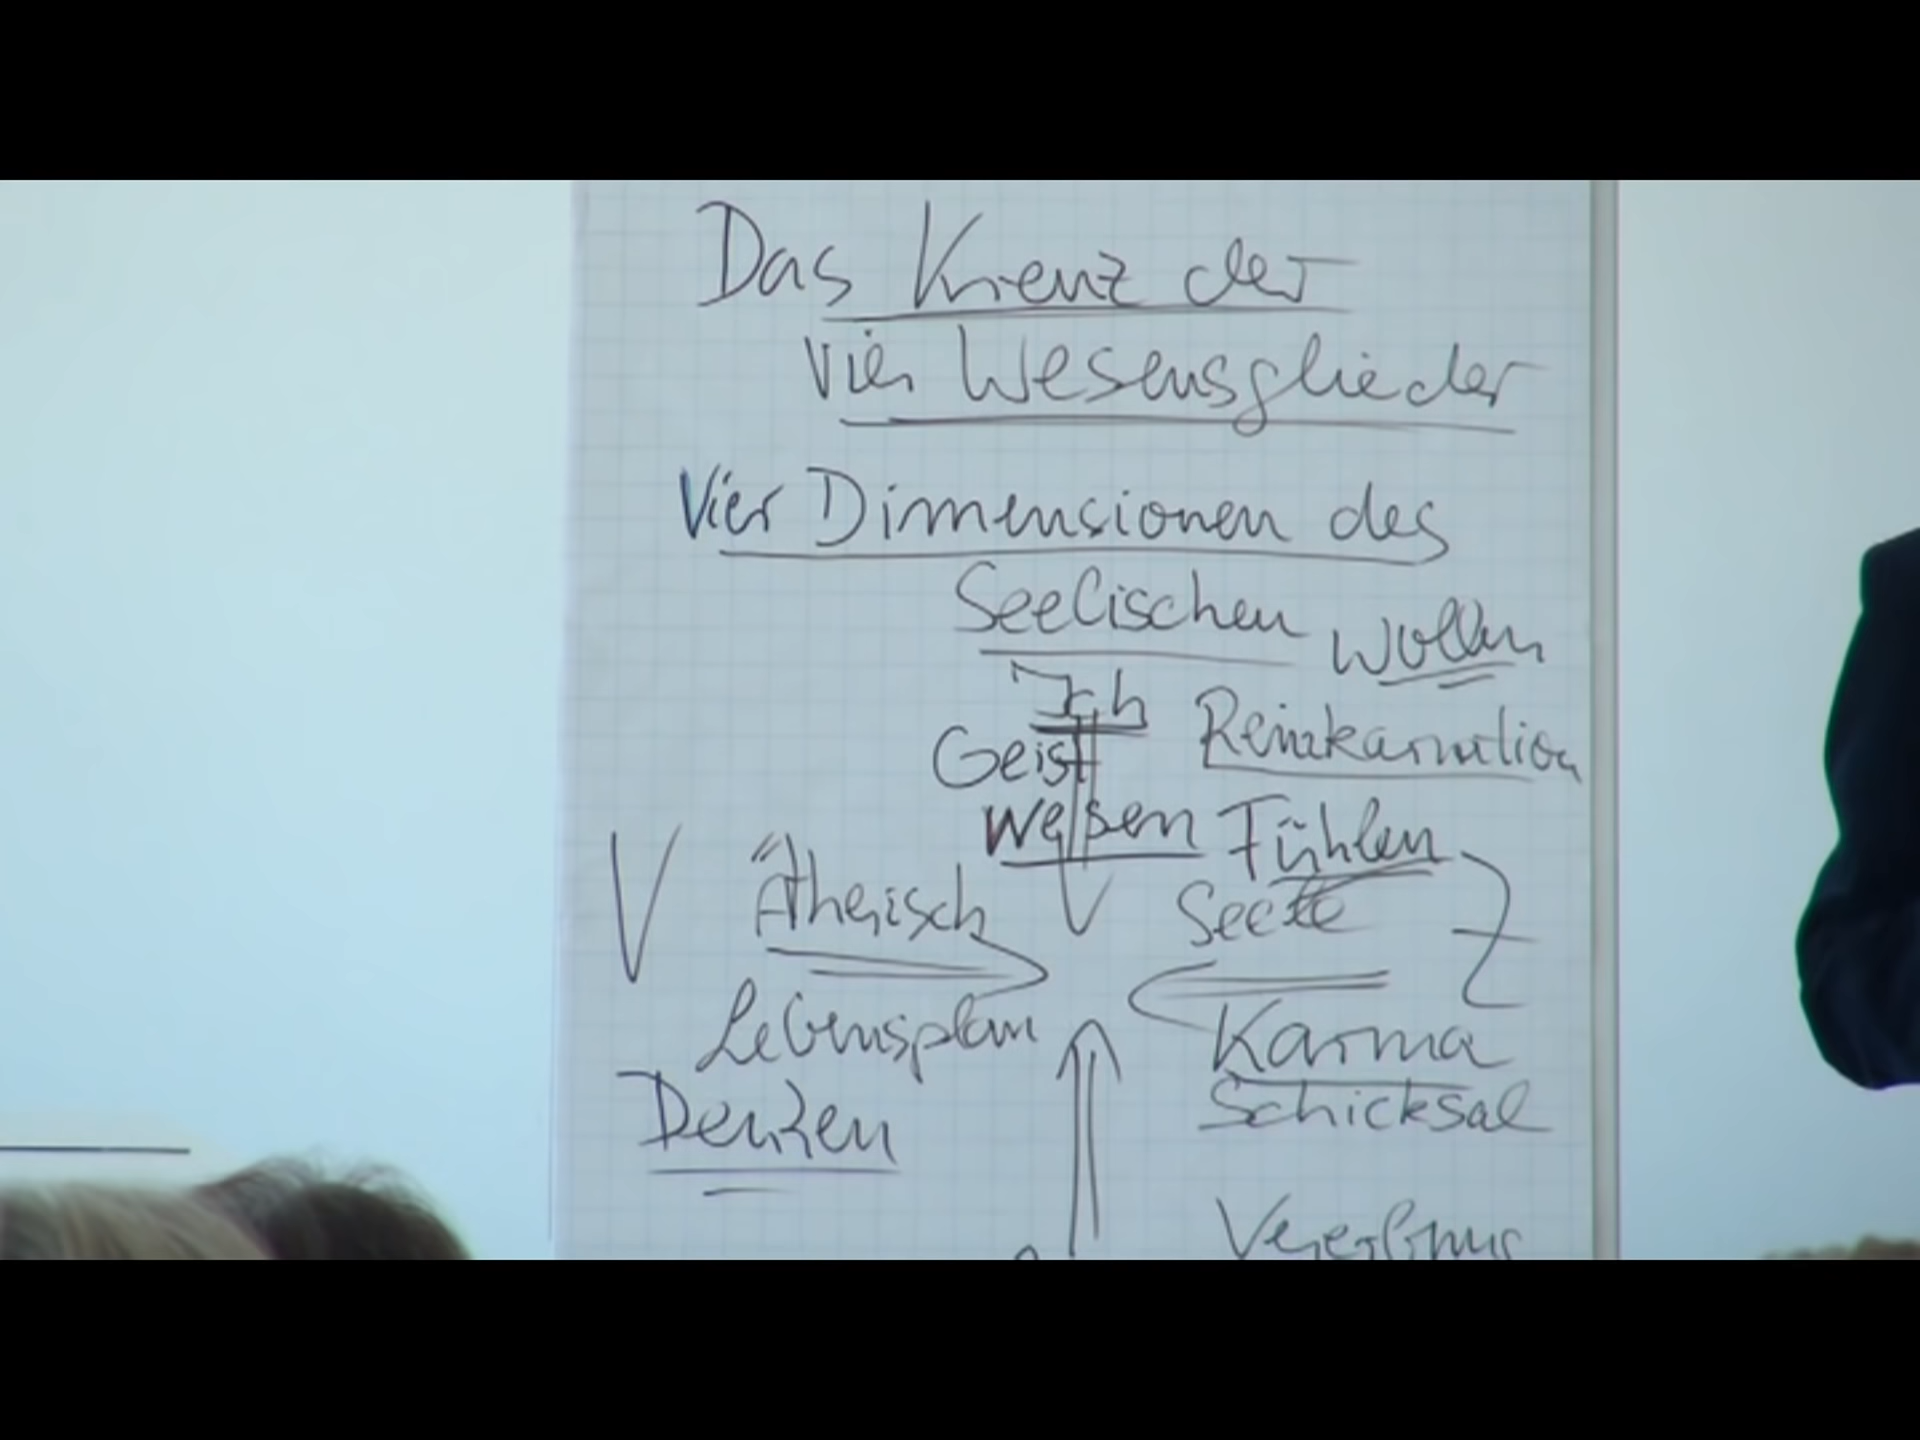 Das Kreuz der
vier Wesensglieder
Vier Dimensionen des
Seelischen
Wollen
Ich
Geist
wesen
Reinkarnation
Fühlen
Seele
Ätherisch
Lebensplan
Denken
Karma
Schicksal